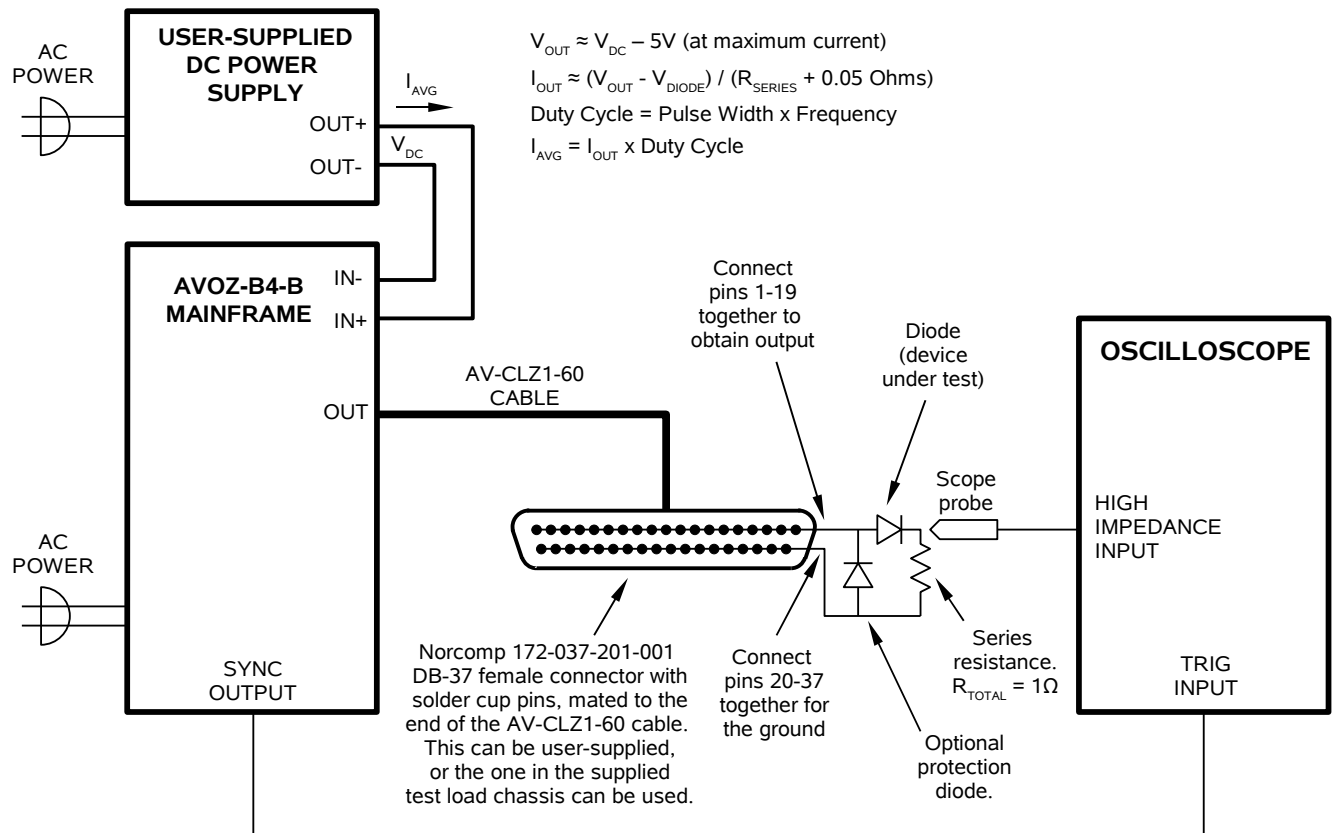 AC
POWER
USER-SUPPLIED
DC POWER
SUPPLY
OUT+
OUT-
I_AVG
V_DC
V_OUT ≈ V_DC – 5V (at maximum current)
I_OUT ≈ (V_OUT - V_DIODE) / (R_SERIES + 0.05 Ohms)
Duty Cycle = Pulse Width x Frequency
I_AVG = I_OUT x Duty Cycle
AVOZ-B4-B
MAINFRAME
IN-
IN+
OUT
AC
POWER
SYNC
OUTPUT
AV-CLZ1-60
CABLE
Connect
pins 1-19
together to
obtain output
Diode
(device
under test)
Scope
probe
OSCILLOSCOPE
HIGH
IMPEDANCE
INPUT
TRIG
INPUT
Norcomp 172-037-201-001
DB-37 female connector with
solder cup pins, mated to the
end of the AV-CLZ1-60 cable.
This can be user-supplied,
or the one in the supplied
test load chassis can be used.
Connect
pins 20-37
together for
the ground
Series
resistance.
R_TOTAL = 1Ω
Optional
protection
diode.